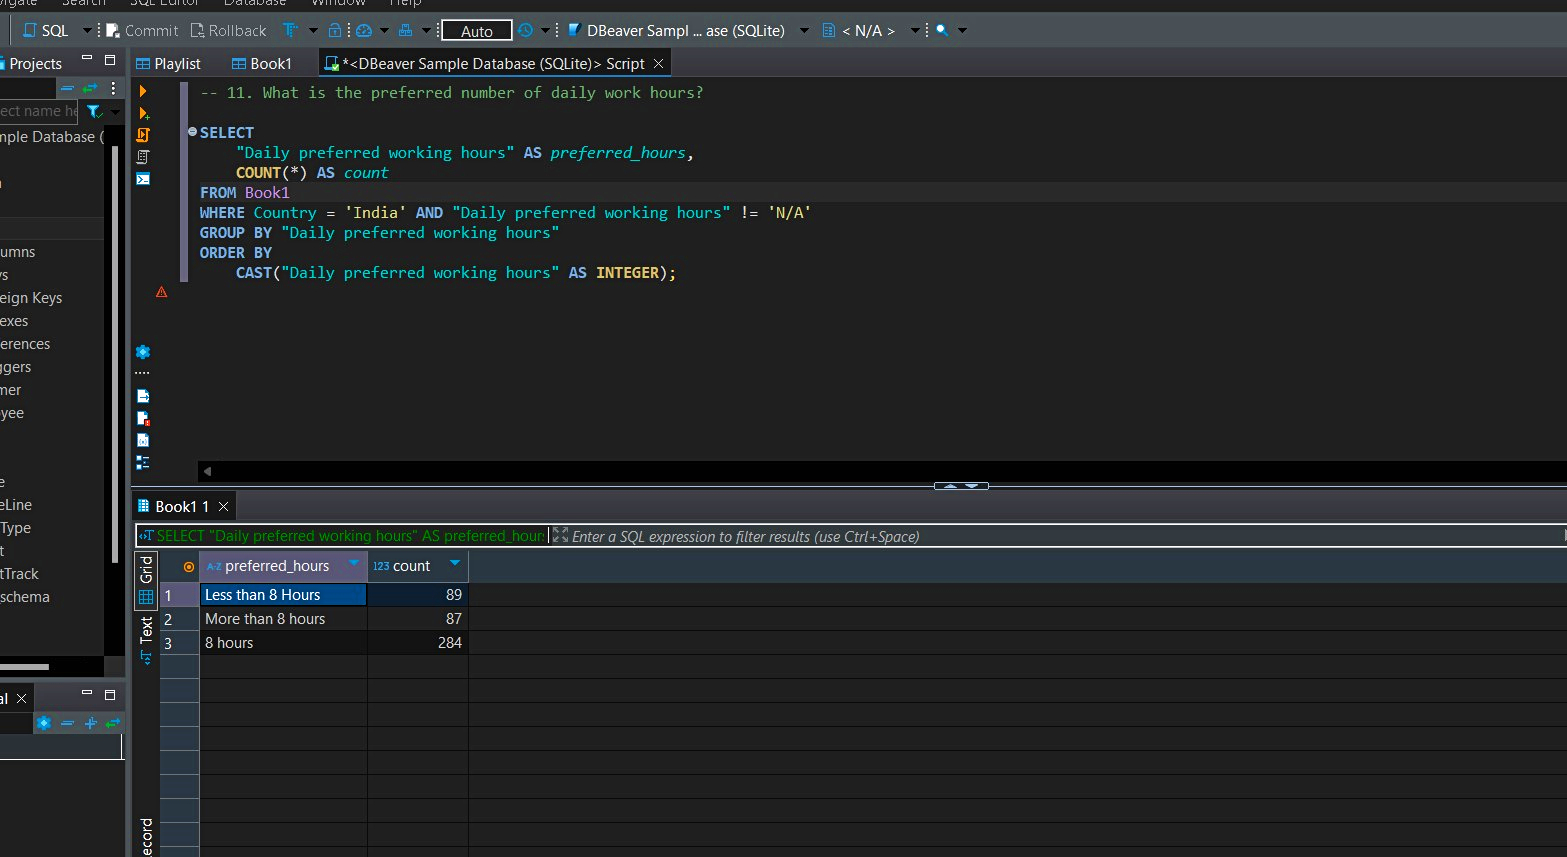 Search SQL Editor Database Window Help
SQL Commit Rollback Auto DBeaver Sampl ... ase (SQLite) < N/A >
Projects
Playlist Book1 *<DBeaver Sample Database (SQLite)> Script
ect name he
mple Database (
umns
eign Keys
exes
erences
ggers
mer
yee
e
eLine
Type
t
tTrack
schema
al
-- 11. What is the preferred number of daily work hours?
SELECT
"Daily preferred working hours" AS preferred_hours,
COUNT(*) AS count
FROM Book1
WHERE Country = 'India' AND "Daily preferred working hours" != 'N/A'
GROUP BY "Daily preferred working hours"
ORDER BY
CAST("Daily preferred working hours" AS INTEGER);
Book1 1
SELECT "Daily preferred working hours" AS preferred_hour Enter a SQL expression to filter results (use Ctrl+Space)
Grid
Text
ecord
A-Z preferred_hours 123 count
1 Less than 8 Hours 89
2 More than 8 hours 87
3 8 hours 284